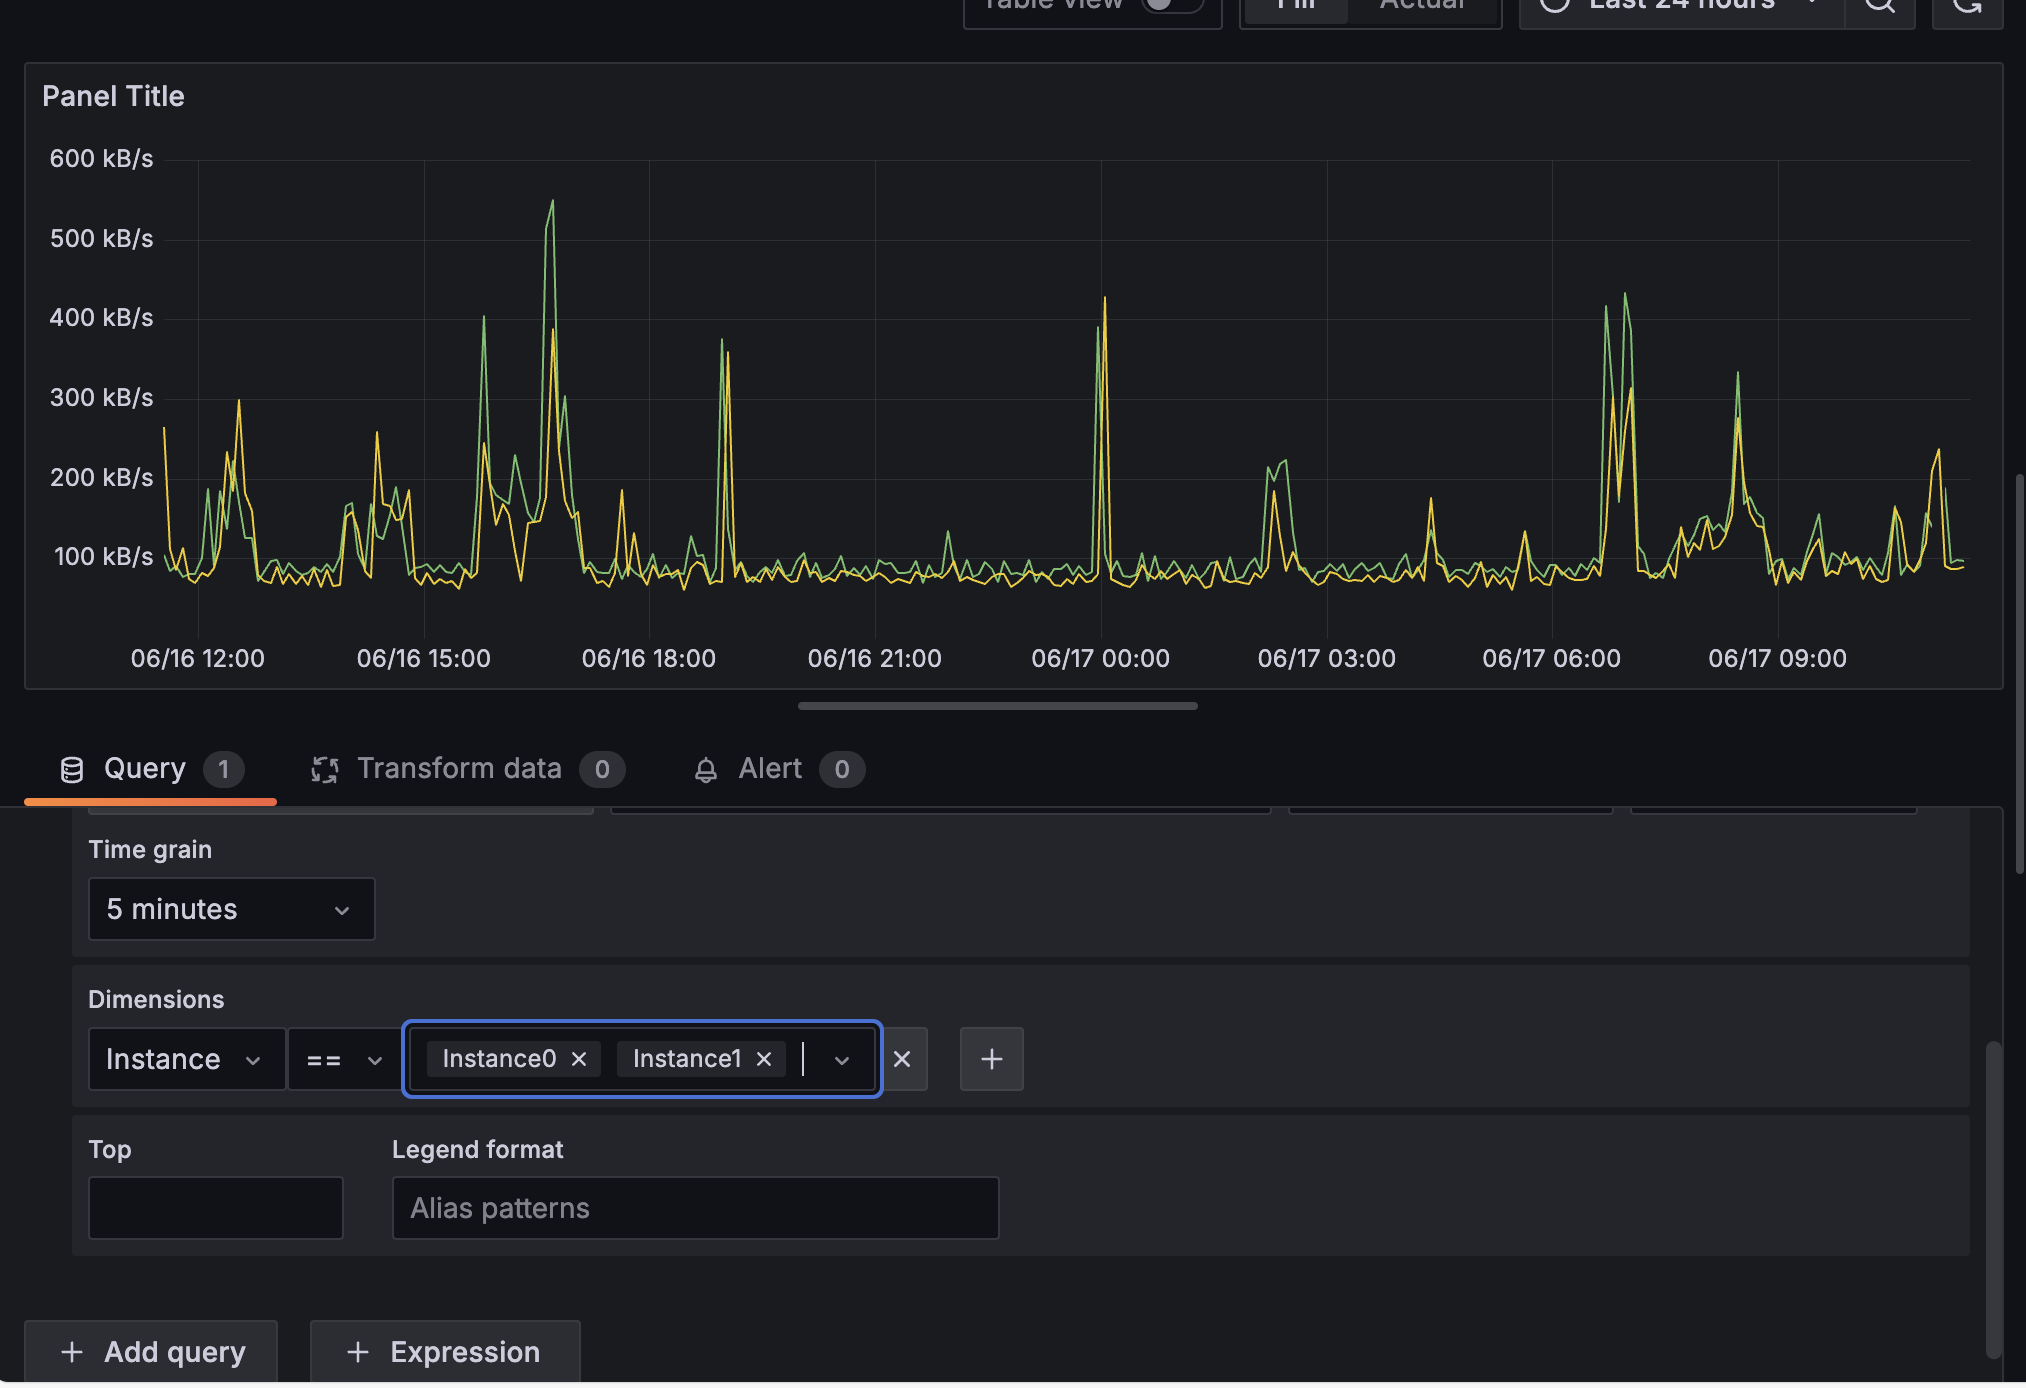 Table view Fill Actual Last 24 hours
Panel Title
600 kB/s
500 kB/s
400 kB/s
300 kB/s
200 kB/s
100 kB/s
06/16 12:00 06/16 15:00 06/16 18:00 06/16 21:00 06/17 00:00 06/17 03:00 06/17 06:00 06/17 09:00
Query 1 Transform data 0 Alert 0
Time grain
5 minutes
Dimensions
Instance == Instance0 Instance1
Top Legend format
Alias patterns
Add query Expression